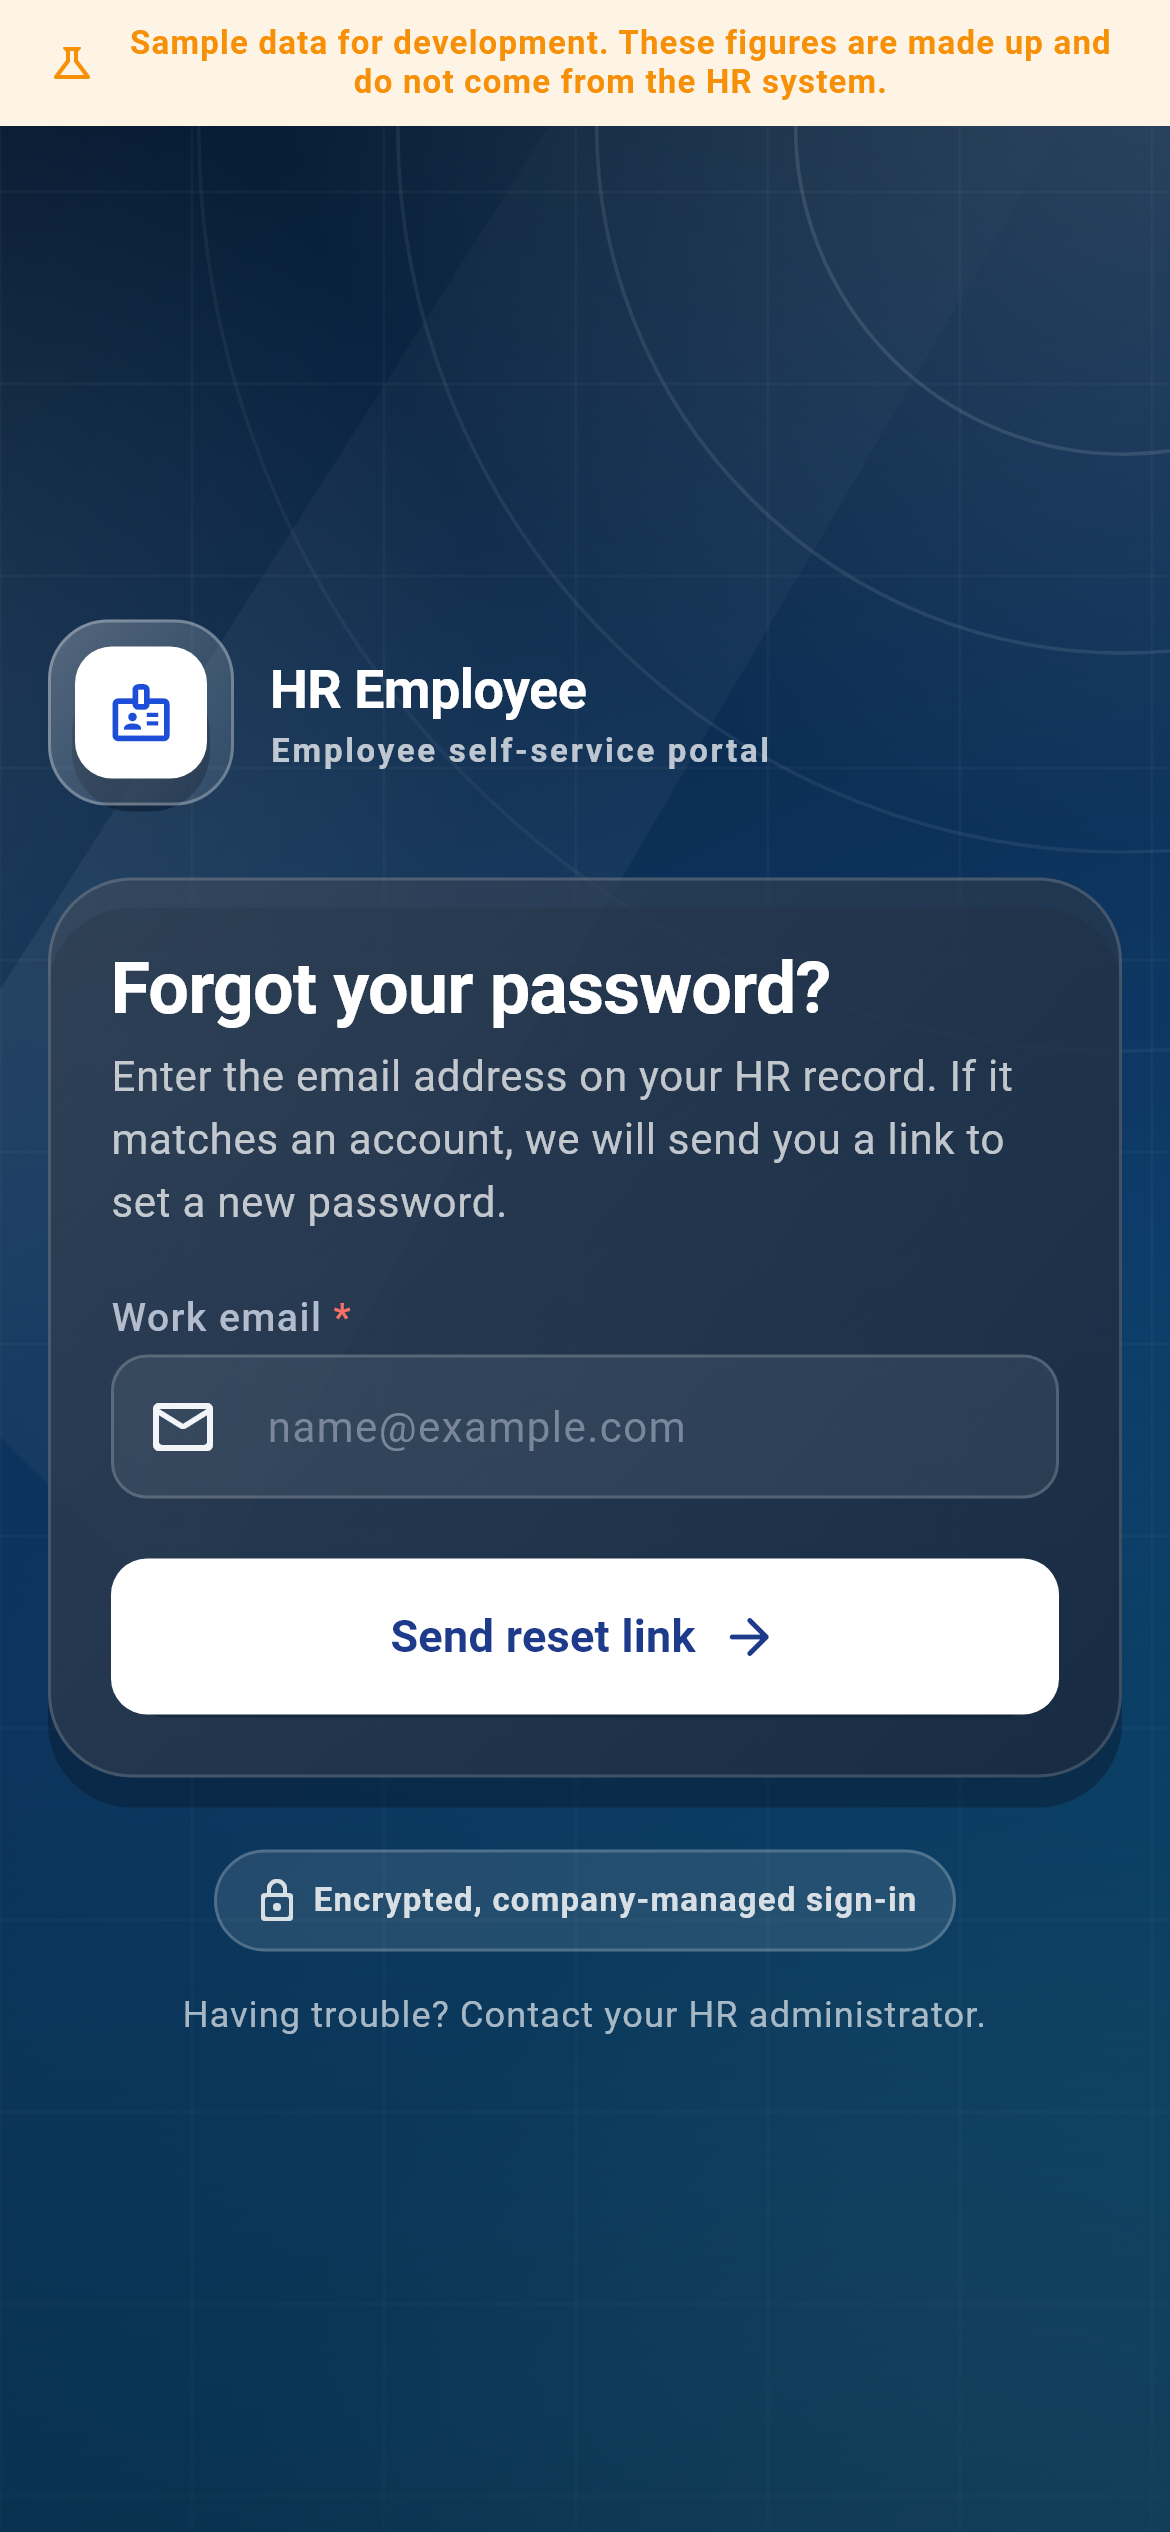 Sample data for development. These figures are made up and
do not come from the HR system.
HR Employee
Employee self-service portal
Forgot your password?
Enter the email address on your HR record. If it
matches an account, we will send you a link to
set a new password.
Work email *
name@example.com
Send reset link
Encrypted, company-managed sign-in
Having trouble? Contact your HR administrator.